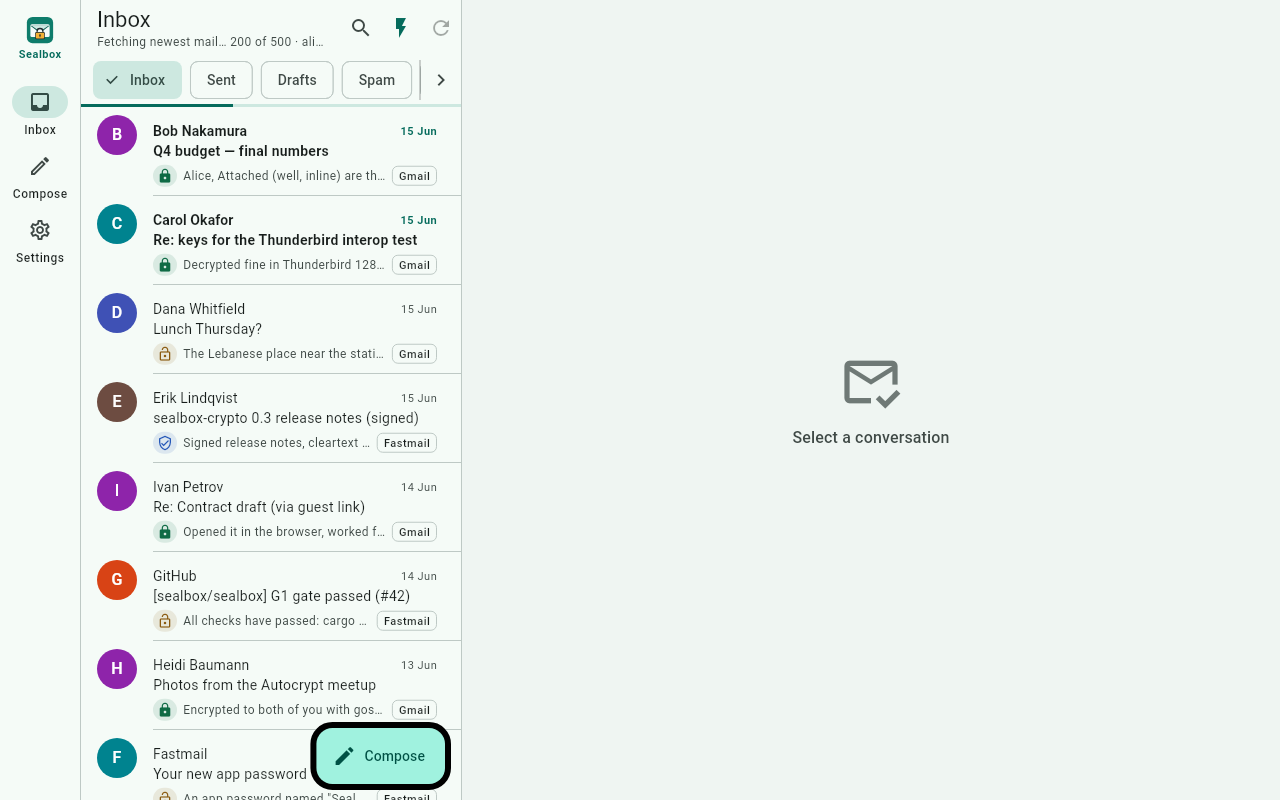 Sealbox
Inbox
Compose
Settings
Inbox
Fetching newest mail… 200 of 500 · ali…
Inbox
Sent
Drafts
Spam
B
Bob Nakamura
15 Jun
Q4 budget — final numbers
Alice, Attached (well, inline) are th…
Gmail
C
Carol Okafor
15 Jun
Re: keys for the Thunderbird interop test
Decrypted fine in Thunderbird 128…
Gmail
D
Dana Whitfield
15 Jun
Lunch Thursday?
The Lebanese place near the stati…
Gmail
E
Erik Lindqvist
15 Jun
sealbox-crypto 0.3 release notes (signed)
Signed release notes, cleartext …
Fastmail
I
Ivan Petrov
14 Jun
Re: Contract draft (via guest link)
Opened it in the browser, worked f…
Gmail
G
GitHub
14 Jun
[sealbox/sealbox] G1 gate passed (#42)
All checks have passed: cargo …
Fastmail
H
Heidi Baumann
13 Jun
Photos from the Autocrypt meetup
Encrypted to both of you with gos…
Gmail
F
Fastmail
Your new app password
An app password named "Seal
Fastmail
Compose
Select a conversation